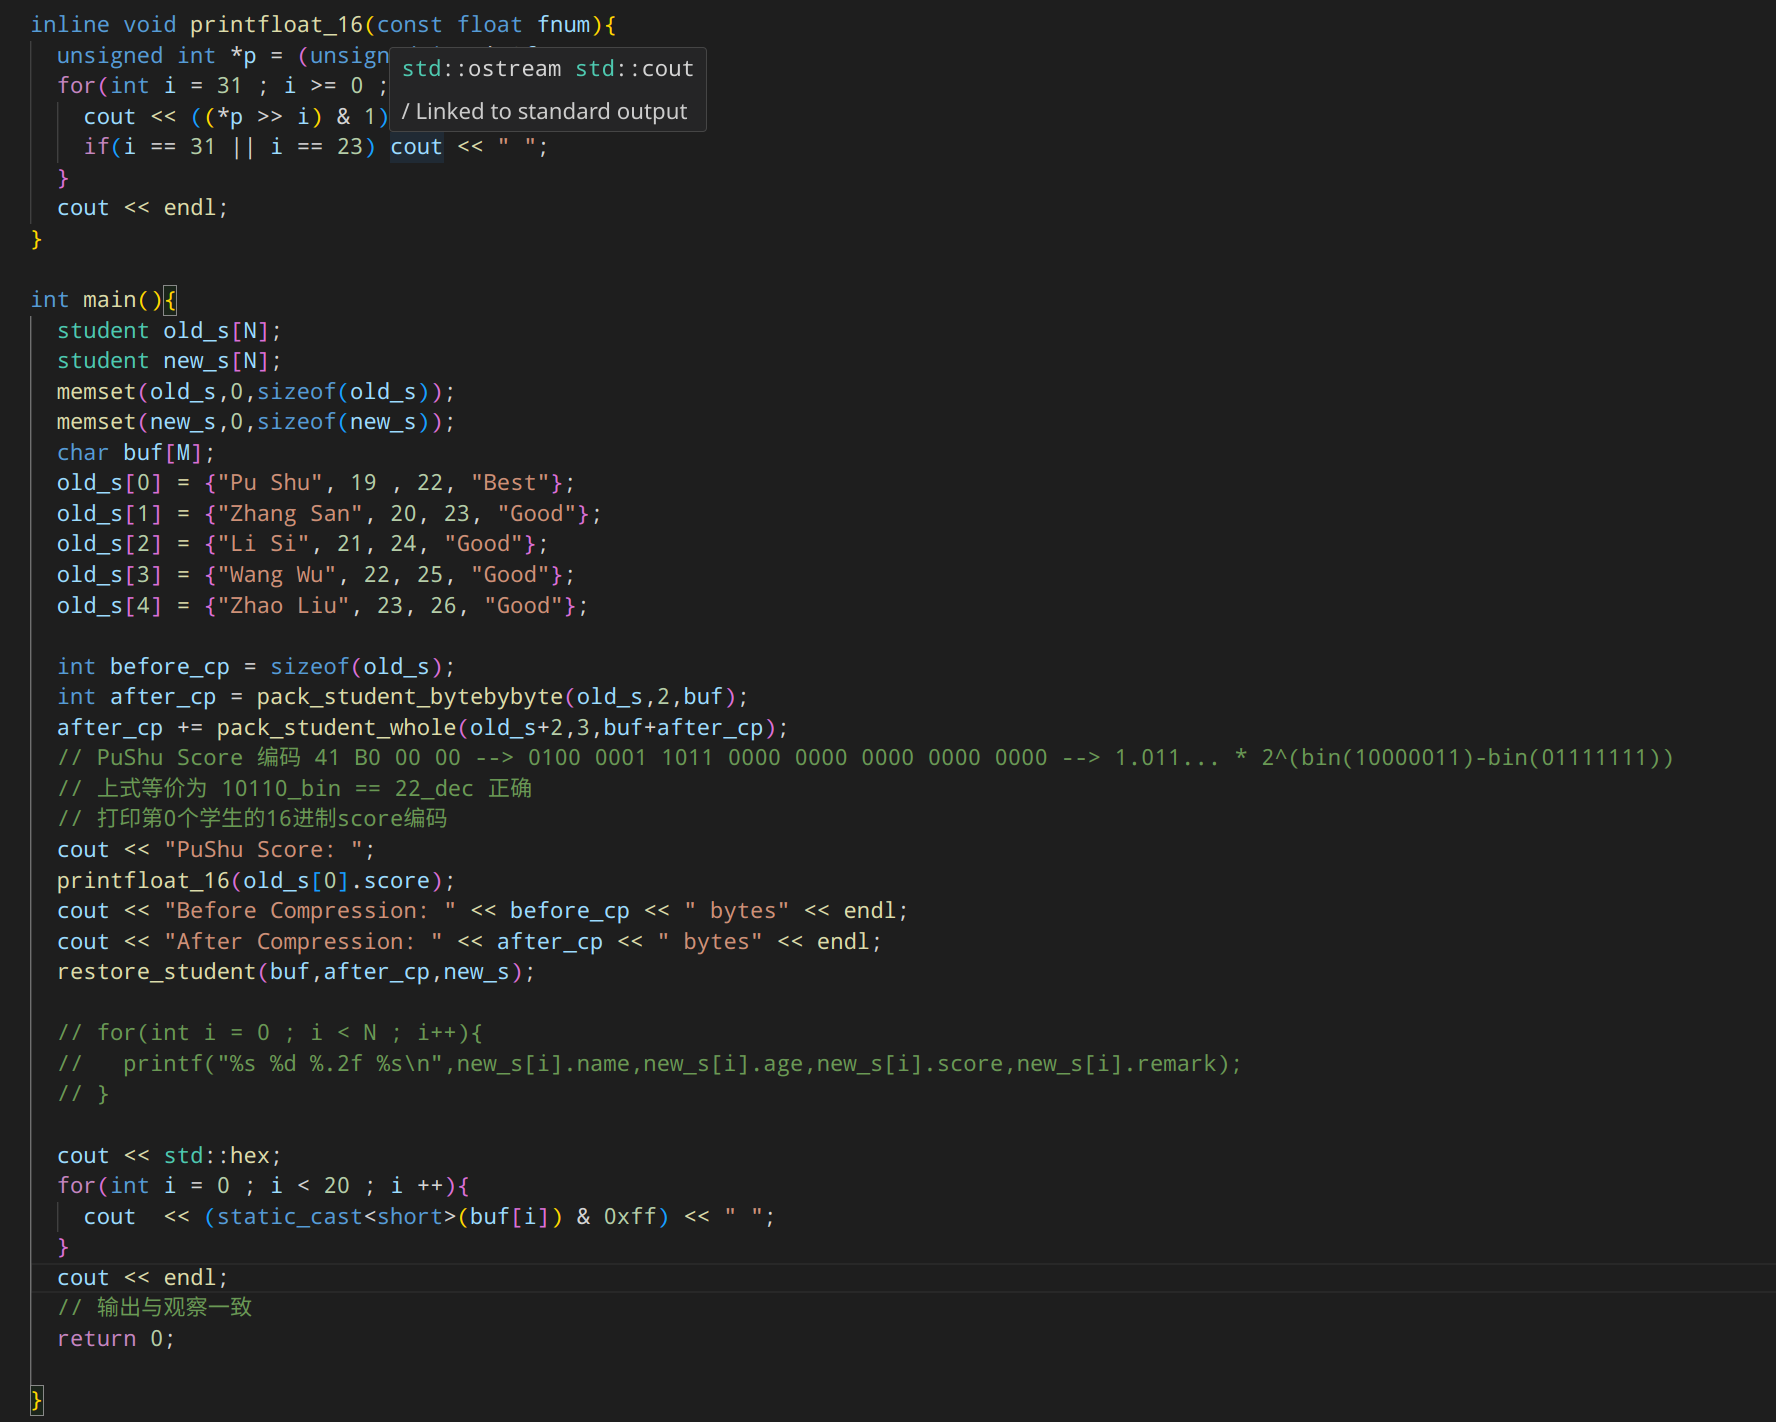 inline void printfloat_16(const float fnum){
unsigned int *p = (unsign
std::ostream std::cout
for(int i = 31 ; i >= 0 ;
/ Linked to standard output
cout << ((*p >> i) & 1)
if(i == 31 || i == 23) cout << " ";
}
cout << endl;
}
int main(){
student old_s[N];
student new_s[N];
memset(old_s,0,sizeof(old_s));
memset(new_s,0,sizeof(new_s));
char buf[M];
old_s[0] = {"Pu Shu", 19 , 22, "Best"};
old_s[1] = {"Zhang San", 20, 23, "Good"};
old_s[2] = {"Li Si", 21, 24, "Good"};
old_s[3] = {"Wang Wu", 22, 25, "Good"};
old_s[4] = {"Zhao Liu", 23, 26, "Good"};
int before_cp = sizeof(old_s);
int after_cp = pack_student_bytebybyte(old_s,2,buf);
after_cp += pack_student_whole(old_s+2,3,buf+after_cp);
// PuShu Score 编码 41 B0 00 00 --> 0100 0001 1011 0000 0000 0000 0000 0000 --> 1.011... * 2^(bin(10000011)-bin(01111111))
// 上式等价为 10110_bin == 22_dec 正确
// 打印第0个学生的16进制score编码
cout << "PuShu Score: ";
printfloat_16(old_s[0].score);
cout << "Before Compression: " << before_cp << " bytes" << endl;
cout << "After Compression: " << after_cp << " bytes" << endl;
restore_student(buf,after_cp,new_s);
// for(int i = 0 ; i < N ; i++){
//   printf("%s %d %.2f %s\n",new_s[i].name,new_s[i].age,new_s[i].score,new_s[i].remark);
// }
cout << std::hex;
for(int i = 0 ; i < 20 ; i ++){
cout  << (static_cast<short>(buf[i]) & 0xff) << " ";
}
cout << endl;
// 输出与观察一致
return 0;
}